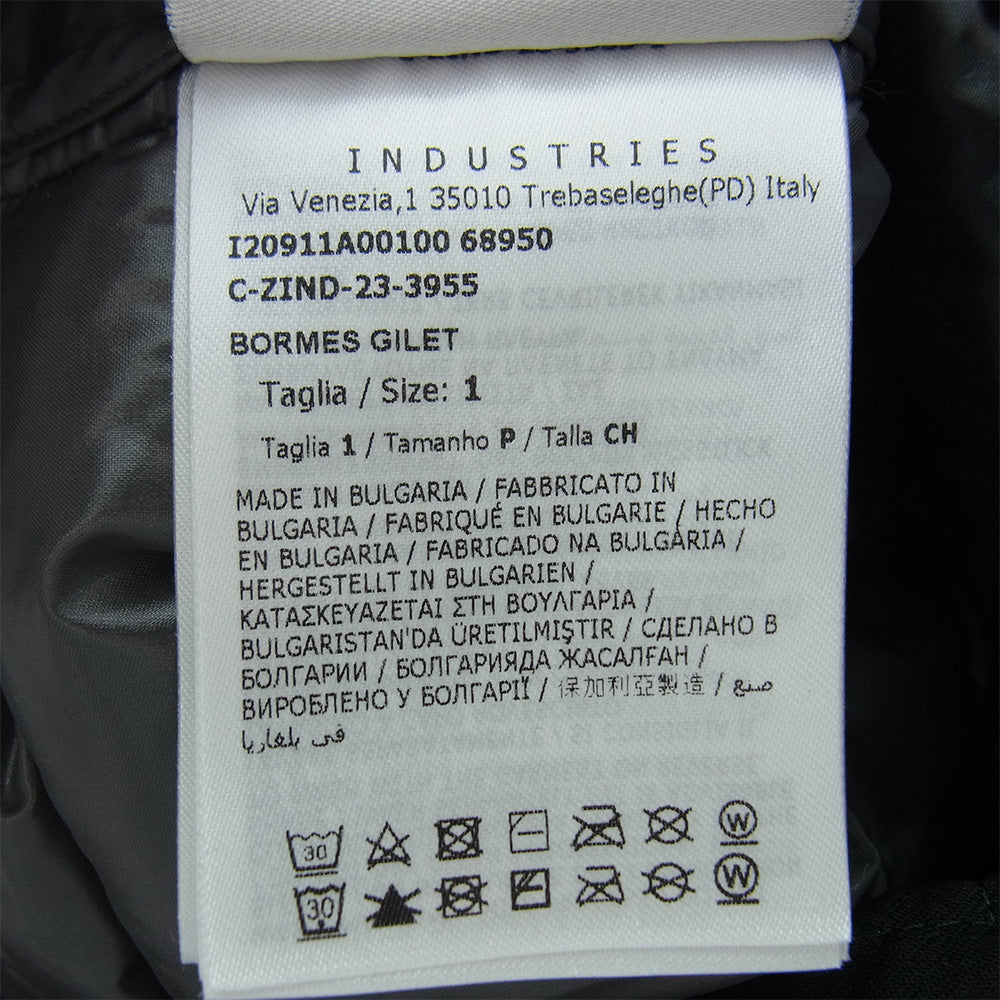 INDUSTRIES
Via Venezia,1 35010 Trebaseleghe(PD) Italy
I20911A00100 68950
C-ZIND-23-3955
BORMES GILET
Taglia / Size: 1
Taglia 1 / Tamanho P / Talla CH
MADE IN BULGARIA / FABBRICATO IN
BULGARIA / FABRIQUÉ EN BULGARIE / HECHO
EN BULGARIA / FABRICADO NA BULGARIA /
HERGESTELLT IN BULGARIEN /
ΚΑΤΑΣΚΕΥΑΖΕΤΑΙ ΣΤΗ ΒΟΥΛΓΑΡΙΑ /
BULGARISTAN'DA ÜRETILMIŞTIR / СДЕЛАНО В
БОЛГАРИИ / БОЛГАРИЯДА ЖАСАЛҒАН /
ВИРОБЛЕНО У БОЛГАРІЇ / 保加利亞製造 / صنع
في بلغاريا
30 W
30 W